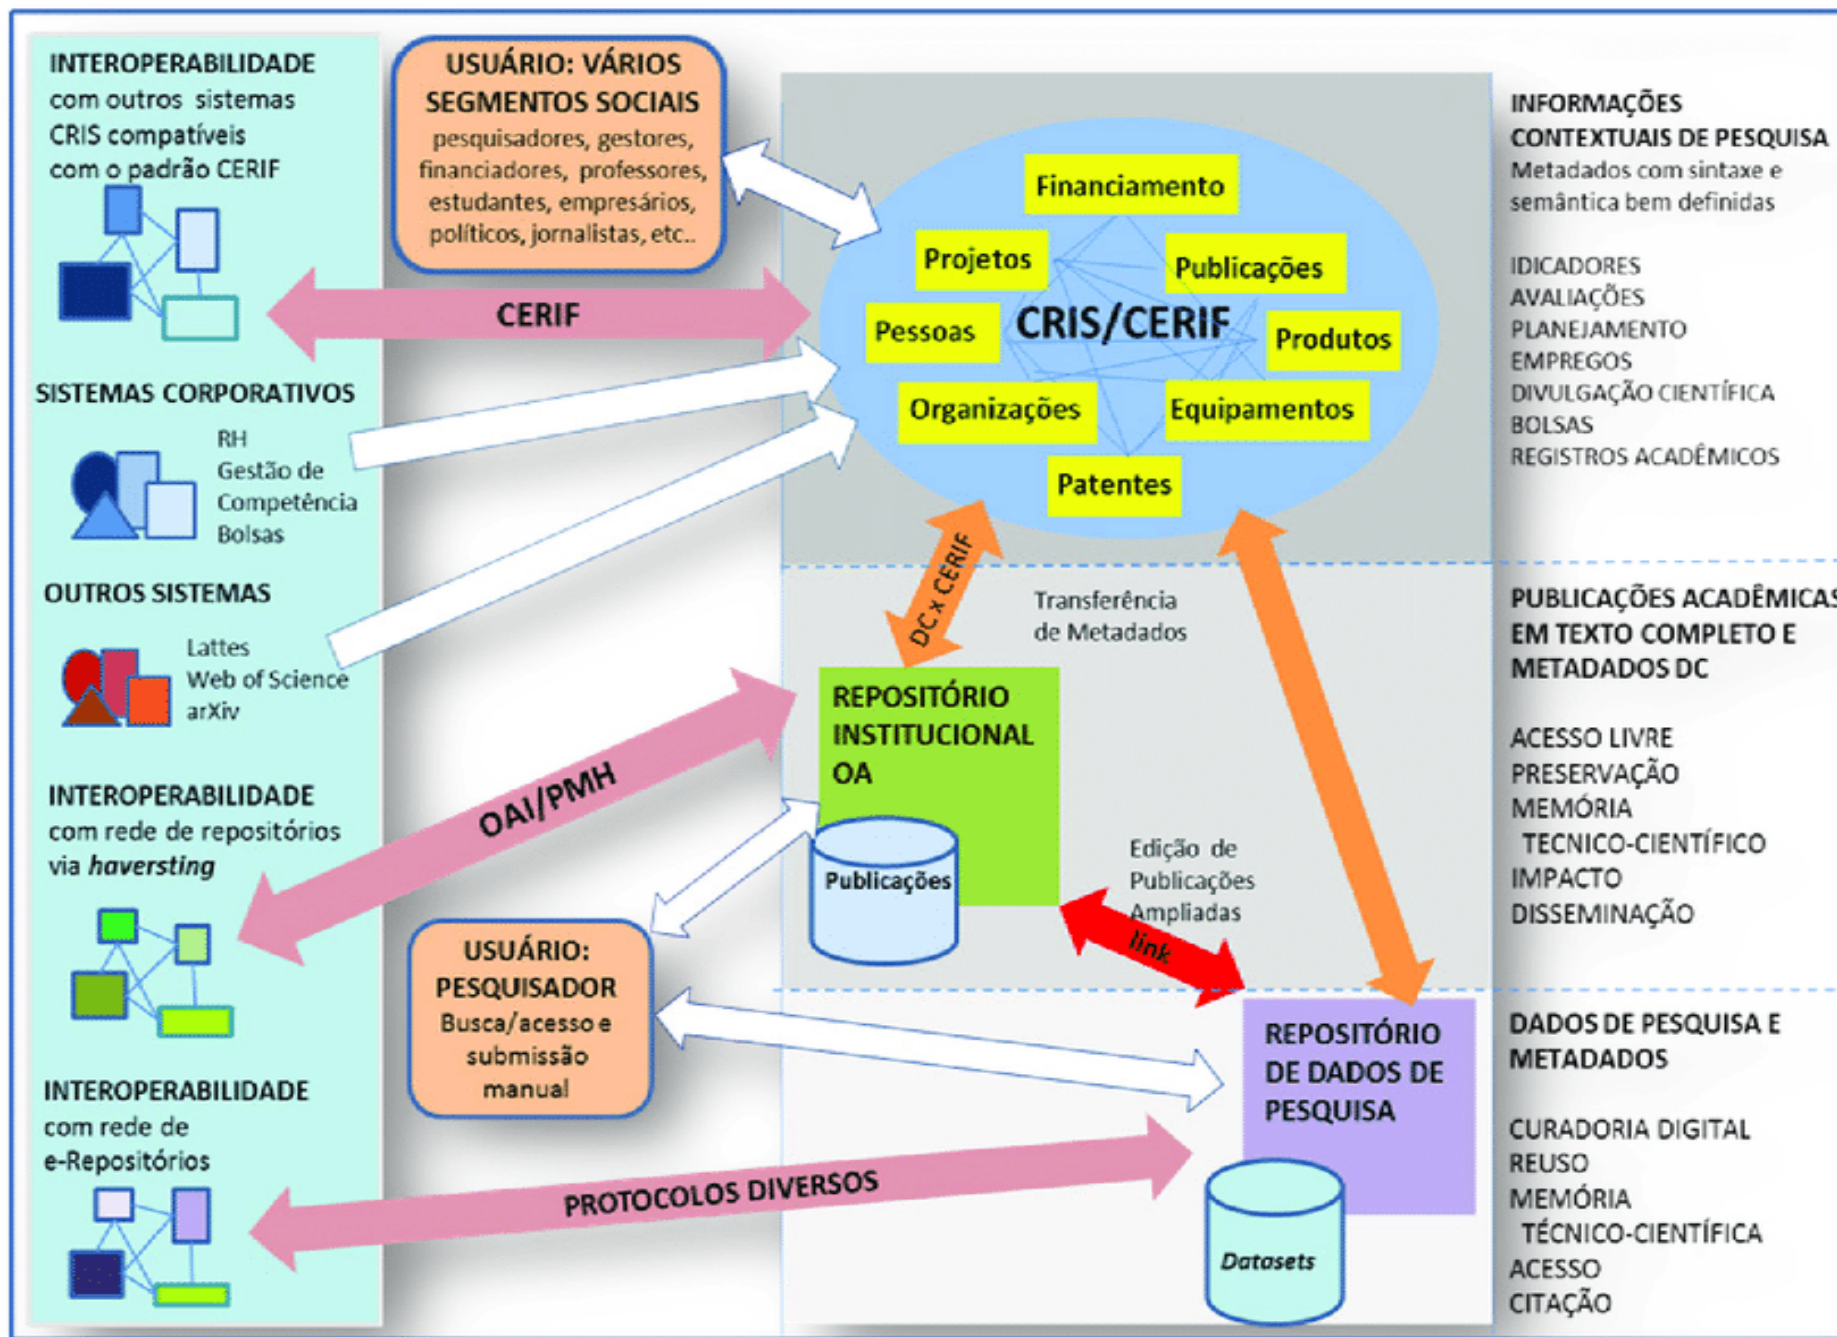 INTEROPERABILIDADE
com outros sistemas
CRIS compatíveis
com o padrão CERIF
SISTEMAS CORPORATIVOS
RH
Gestão de
Competência
Bolsas
OUTROS SISTEMAS
Lattes
Web of Science
arXiv
INTEROPERABILIDADE
com rede de repositórios
via haversting
INTEROPERABILIDADE
com rede de
e-Repositórios
USUÁRIO: VÁRIOS
SEGMENTOS SOCIAIS
pesquisadores, gestores,
financiadores, professores,
estudantes, empresários,
políticos, jornalistas, etc..
CERIF
OAI/PMH
USUÁRIO:
PESQUISADOR
Busca/acesso e
submissão
manual
PROTOCOLOS DIVERSOS
Financiamento
Projetos
Publicações
Pessoas
CRIS/CERIF
Produtos
Organizações
Equipamentos
Patentes
DC x CERIF
Transferência
de Metadados
REPOSITÓRIO
INSTITUCIONAL
OA
Publicações
Edição de
Publicações
Ampliadas
link
REPOSITÓRIO
DE DADOS DE
PESQUISA
Datasets
INFORMAÇÕES
CONTEXTUAIS DE PESQUISA
Metadados com sintaxe e
semântica bem definidas
IDICADORES
AVALIAÇÕES
PLANEJAMENTO
EMPREGOS
DIVULGAÇÃO CIENTÍFICA
BOLSAS
REGISTROS ACADÊMICOS
PUBLICAÇÕES ACADÊMICAS
EM TEXTO COMPLETO E
METADADOS DC
ACESSO LIVRE
PRESERVAÇÃO
MEMÓRIA
TECNICO-CIENTÍFICO
IMPACTO
DISSEMINAÇÃO
DADOS DE PESQUISA E
METADADOS
CURADORIA DIGITAL
REUSO
MEMÓRIA
TÉCNICO-CIENTÍFICA
ACESSO
CITAÇÃO